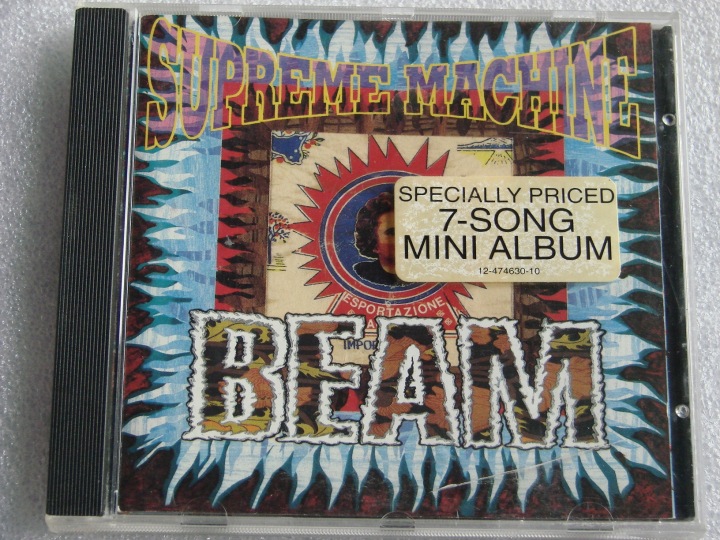 SUPREME MACHINE
SPECIALLY PRICED
7-SONG
MINI ALBUM
12-474630-10
ESPORTAZIONE
BEAM